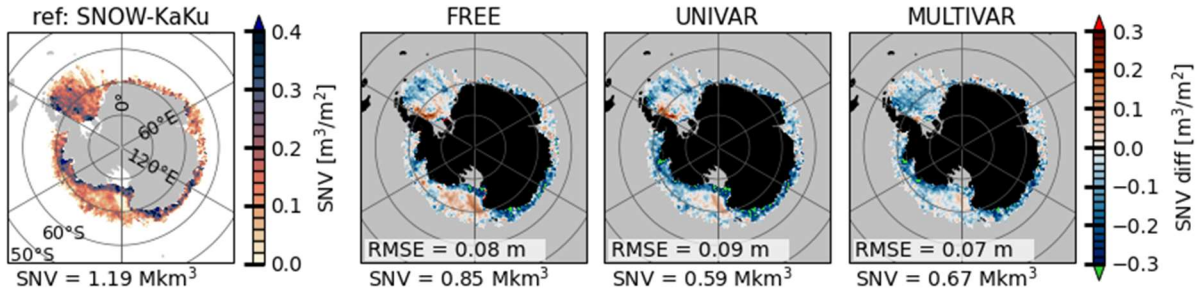 ref: SNOW-KaKu
FREE
UNIVAR
MULTIVAR
0°
60°E
120°E
60°S
50°S
SNV = 1.19 Mkm³
0.4
0.3
0.2
0.1
0.0
SNV [m³/m²]
RMSE = 0.08 m
SNV = 0.85 Mkm³
RMSE = 0.09 m
SNV = 0.59 Mkm³
RMSE = 0.07 m
SNV = 0.67 Mkm³
0.3
0.2
0.1
0.0
−0.1
−0.2
−0.3
SNV diff [m³/m²]